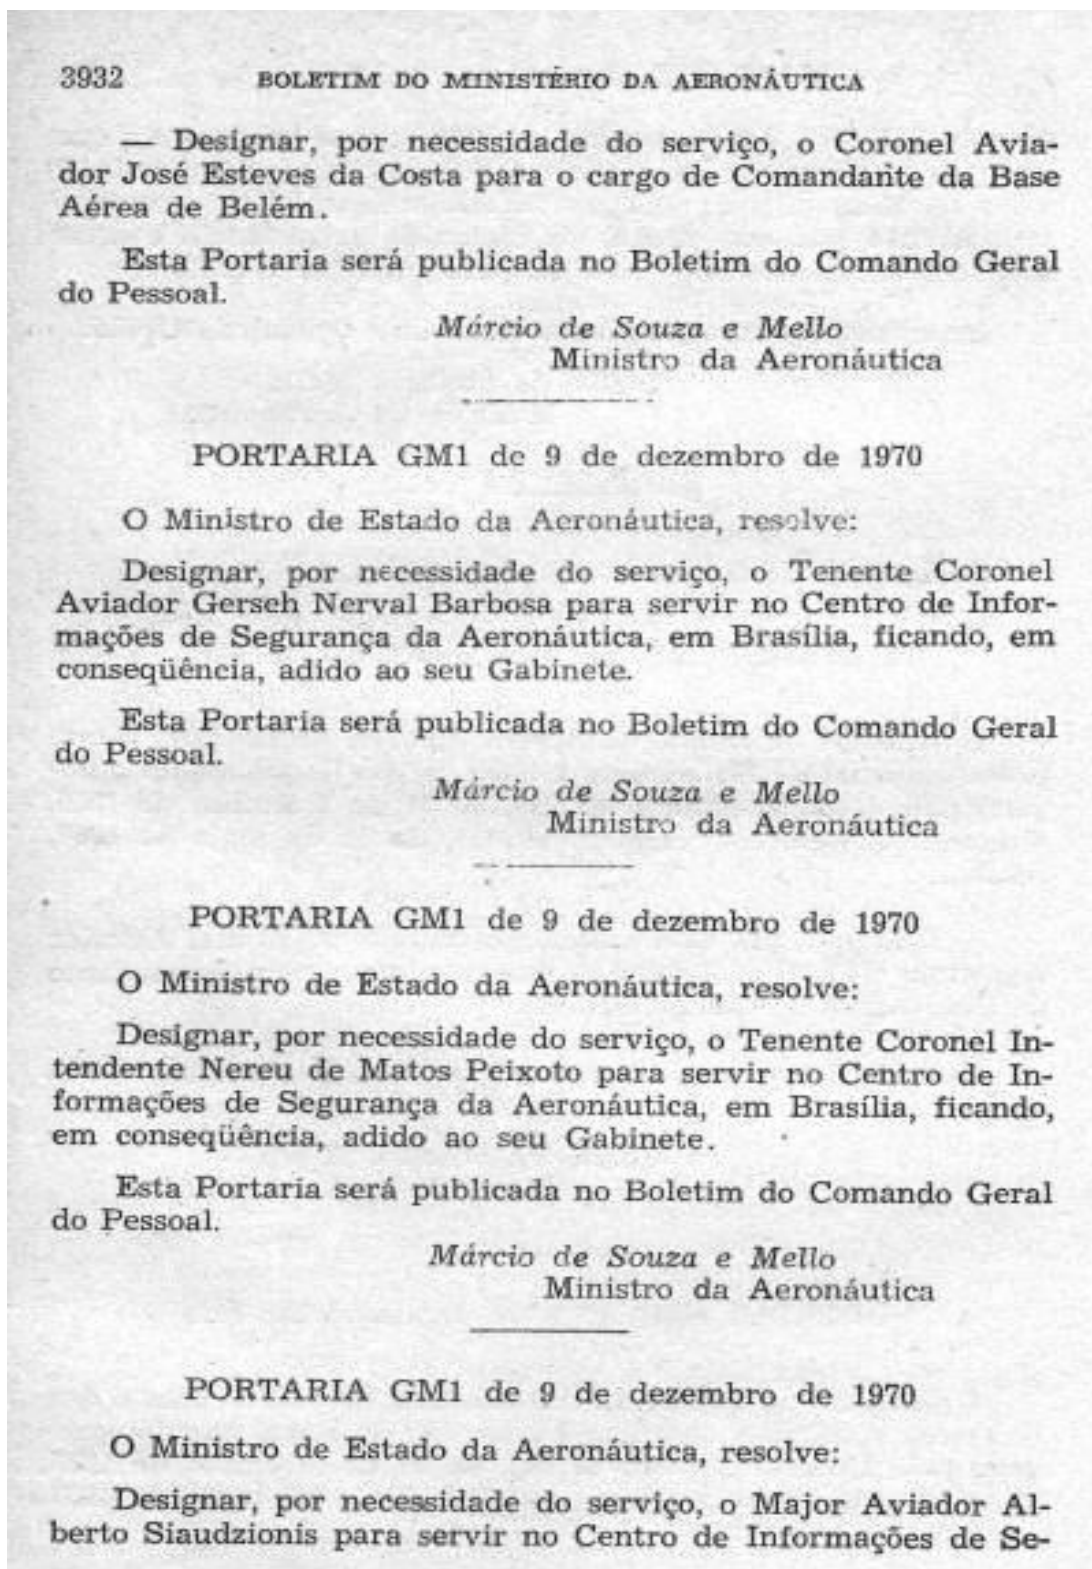 3932 BOLETIM DO MINISTÉRIO DA AERONÁUTICA
— Designar, por necessidade do serviço, o Coronel Avia-
dor José Esteves da Costa para o cargo de Comandante da Base
Aérea de Belém.
Esta Portaria será publicada no Boletim do Comando Geral
do Pessoal.
Márcio de Souza e Mello
Ministro da Aeronáutica
PORTARIA GM1 de 9 de dezembro de 1970
O Ministro de Estado da Aeronáutica, resolve:
Designar, por necessidade do serviço, o Tenente Coronel
Aviador Gerseh Nerval Barbosa para servir no Centro de Infor-
mações de Segurança da Aeronáutica, em Brasília, ficando, em
conseqüência, adido ao seu Gabinete.
Esta Portaria será publicada no Boletim do Comando Geral
do Pessoal.
Márcio de Souza e Mello
Ministro da Aeronáutica
PORTARIA GM1 de 9 de dezembro de 1970
O Ministro de Estado da Aeronáutica, resolve:
Designar, por necessidade do serviço, o Tenente Coronel In-
tendente Nereu de Matos Peixoto para servir no Centro de In-
formações de Segurança da Aeronáutica, em Brasília, ficando,
em conseqüência, adido ao seu Gabinete.
Esta Portaria será publicada no Boletim do Comando Geral
do Pessoal.
Márcio de Souza e Mello
Ministro da Aeronáutica
PORTARIA GM1 de 9 de dezembro de 1970
O Ministro de Estado da Aeronáutica, resolve:
Designar, por necessidade do serviço, o Major Aviador Al-
berto Siaudzionis para servir no Centro de Informações de Se-